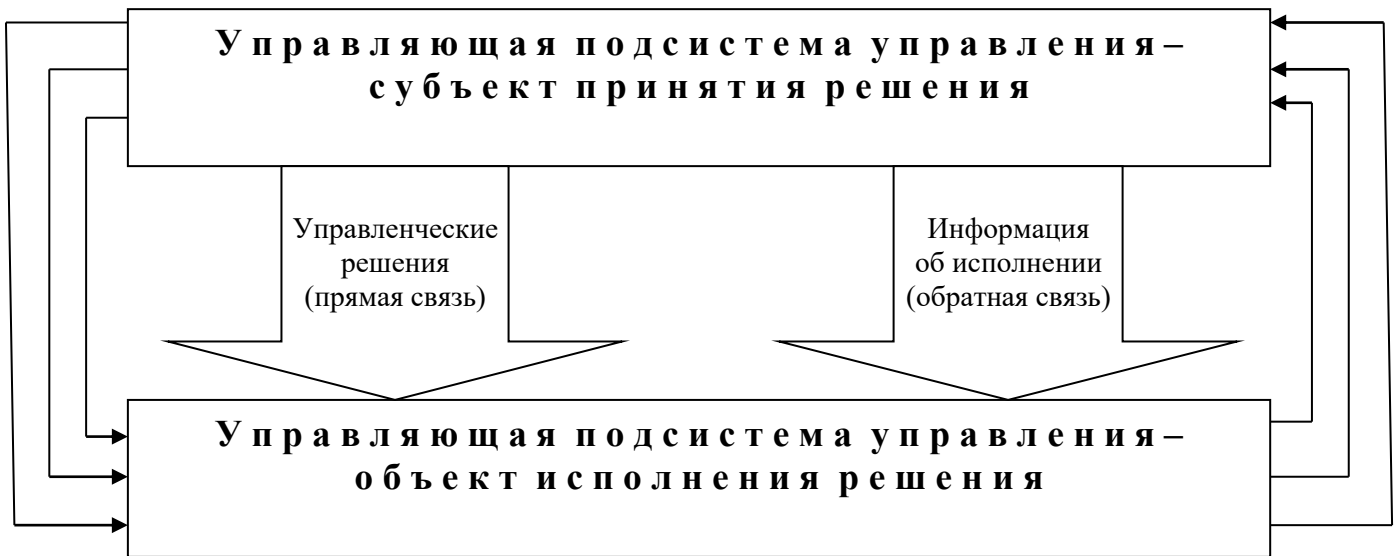 Управляющая подсистема управления –
субъект принятия решения
Управленческие
решения
(прямая связь)
Информация
об исполнении
(обратная связь)
Управляющая подсистема управления –
объект исполнения решения